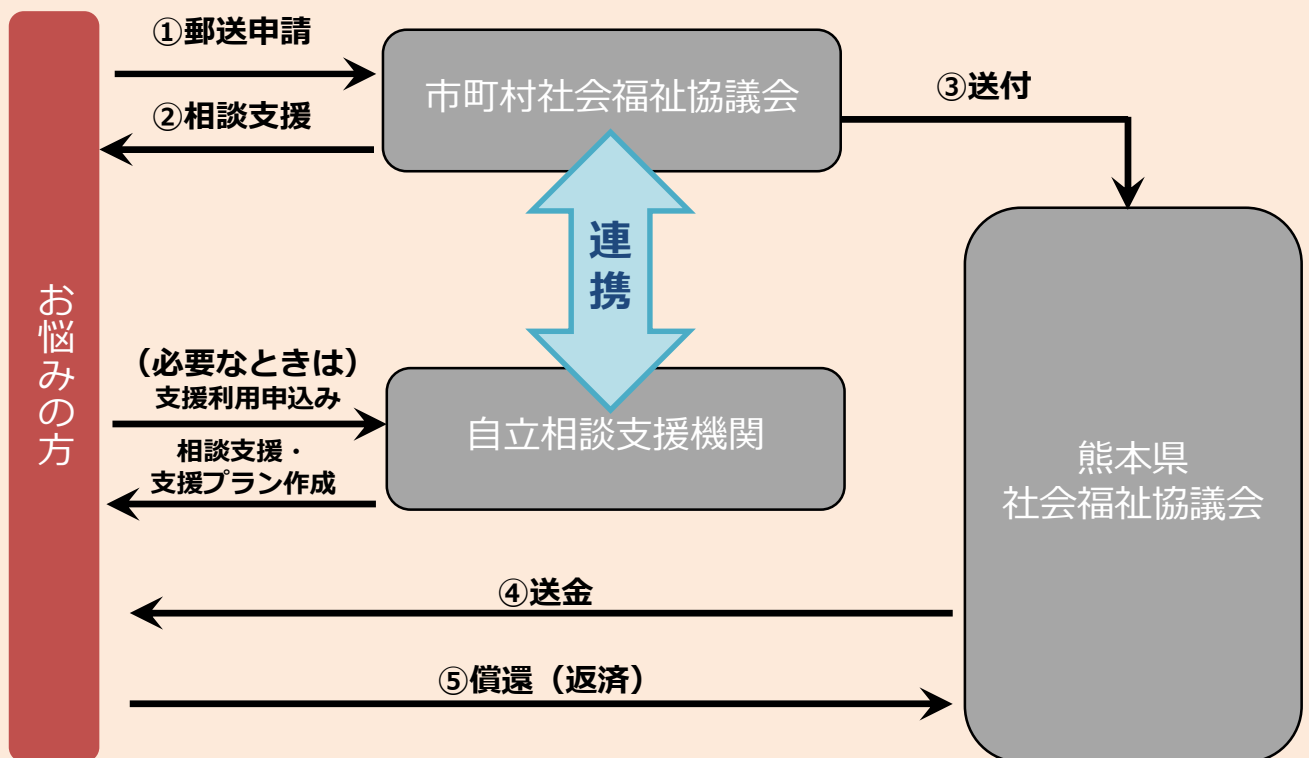 ①郵送申請
市町村社会福祉協議会
③送付
②相談支援
連携
お悩みの方
（必要なときは）
支援利用申込み
自立相談支援機関
相談支援・
支援プラン作成
熊本県
社会福祉協議会
④送金
⑤償還（返済）